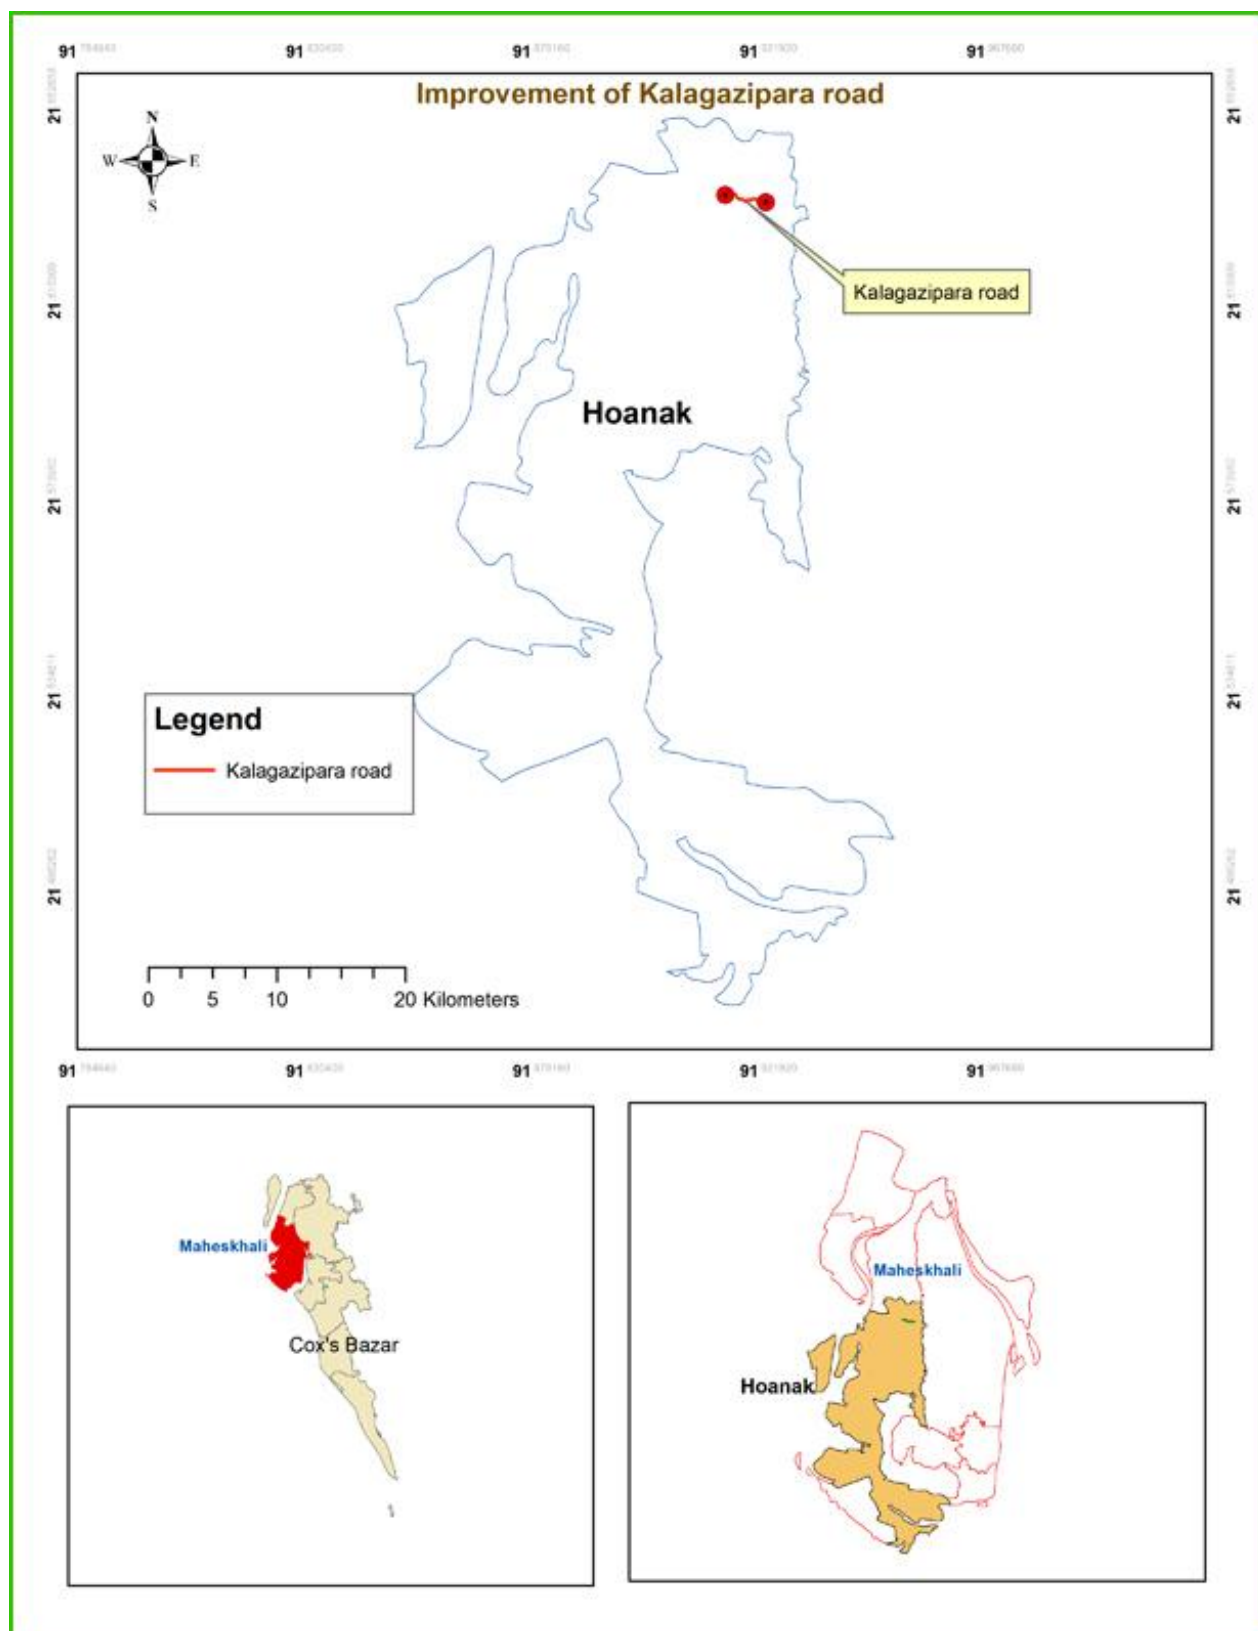 91 91 91 91 91
Improvement of Kalagazipara road
N
W E
S
21 21
Kalagazipara road
21 21
Hoanak
21 21
21 21
Legend
Kalagazipara road
21 21
0 5 10 20 Kilometers
91 91 91 91 91
Maheskhali
Cox's Bazar
Maheskhali
Hoanak